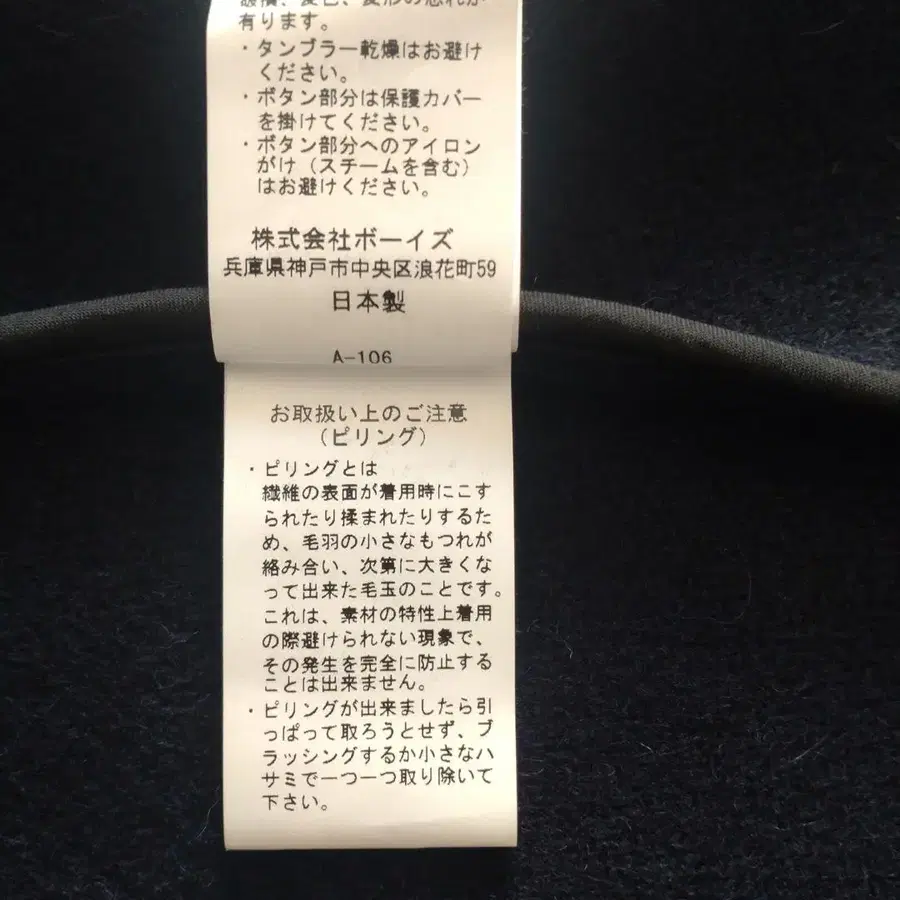 破損、変色、変形の恐れが
有ります。
・タンブラー乾燥はお避け
ください。
・ボタン部分は保護カバー
を掛けてください。
・ボタン部分へのアイロン
がけ（スチームを含む）
はお避けください。
株式会社ボーイズ
兵庫県神戸市中央区浪花町59
日本製
A-106
お取扱い上のご注意
（ピリング）
・ピリングとは
繊維の表面が着用時にこす
られたり揉まれたりするた
め、毛羽の小さなもつれが
絡み合い、次第に大きくな
って出来た毛玉のことです。
これは、素材の特性上着用
の際避けられない現象で、
その発生を完全に防止する
ことは出来ません。
・ピリングが出来ましたら引
っぱって取ろうとせず、ブ
ラッシングするか小さなハ
サミで一つ一つ取り除いて
下さい。